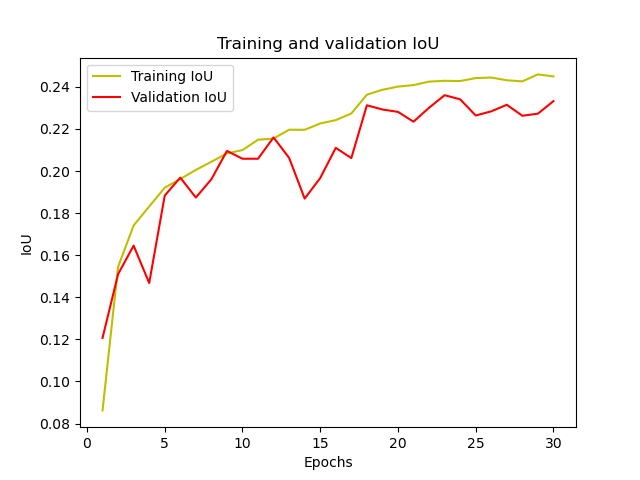 Training and validation IoU
Training IoU
Validation IoU
0.24
0.22
0.20
0.18
0.16
0.14
0.12
0.10
0.08
IoU
0 5 10 15 20 25 30
Epochs